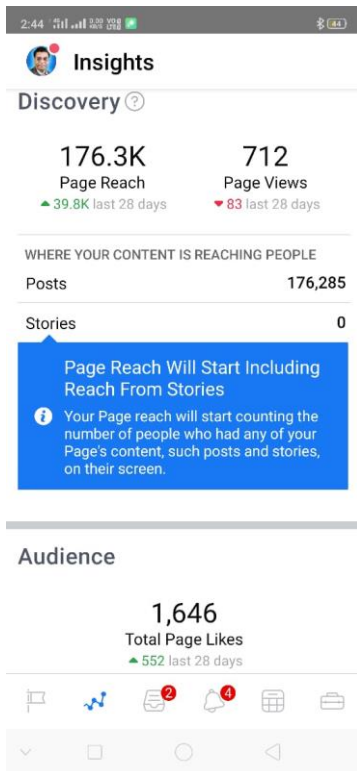 2:44
44
Insights
Discovery ?
176.3K 712
Page Reach Page Views
39.8K last 28 days 83 last 28 days
WHERE YOUR CONTENT IS REACHING PEOPLE
Posts 176,285
Stories 0
Page Reach Will Start Including
Reach From Stories
Your Page reach will start counting the
number of people who had any of your
Page's content, such posts and stories,
on their screen.
Audience
1,646
Total Page Likes
552 last 28 days
2 4